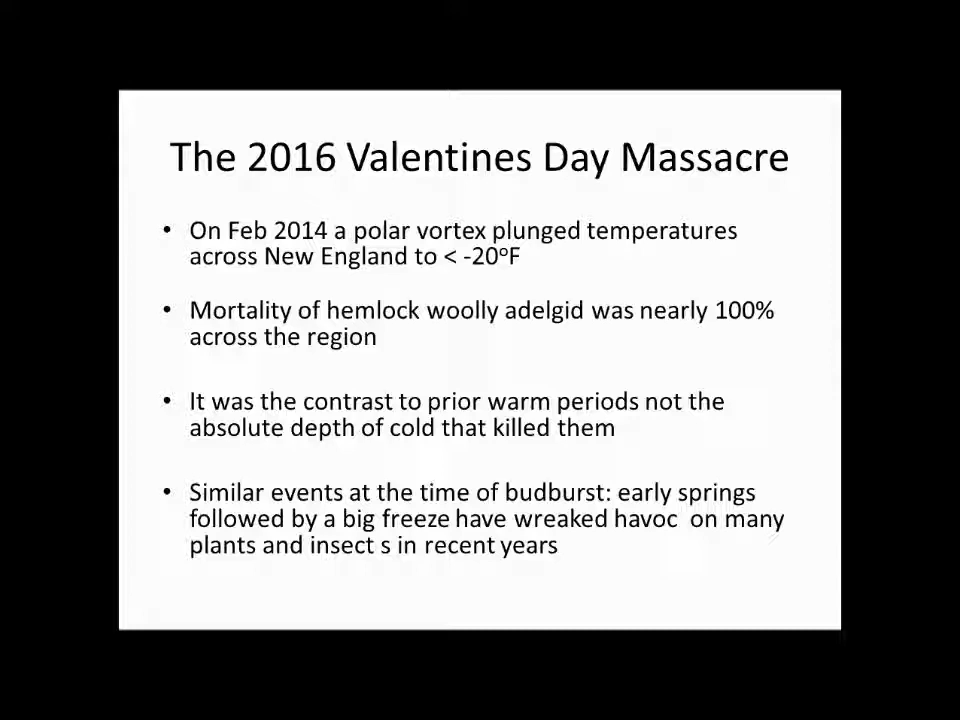 The 2016 Valentines Day Massacre
• On Feb 2014 a polar vortex plunged temperatures
across New England to < -20ºF
• Mortality of hemlock woolly adelgid was nearly 100%
across the region
• It was the contrast to prior warm periods not the
absolute depth of cold that killed them
• Similar events at the time of budburst: early springs
followed by a big freeze have wreaked havoc  on many
plants and insect s in recent years